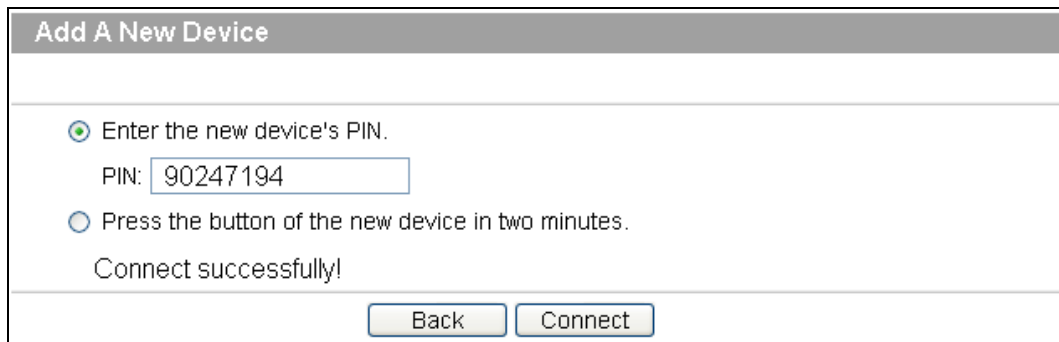 Add A New Device
Enter the new device's PIN.
PIN: 90247194
Press the button of the new device in two minutes.
Connect successfully!
Back Connect